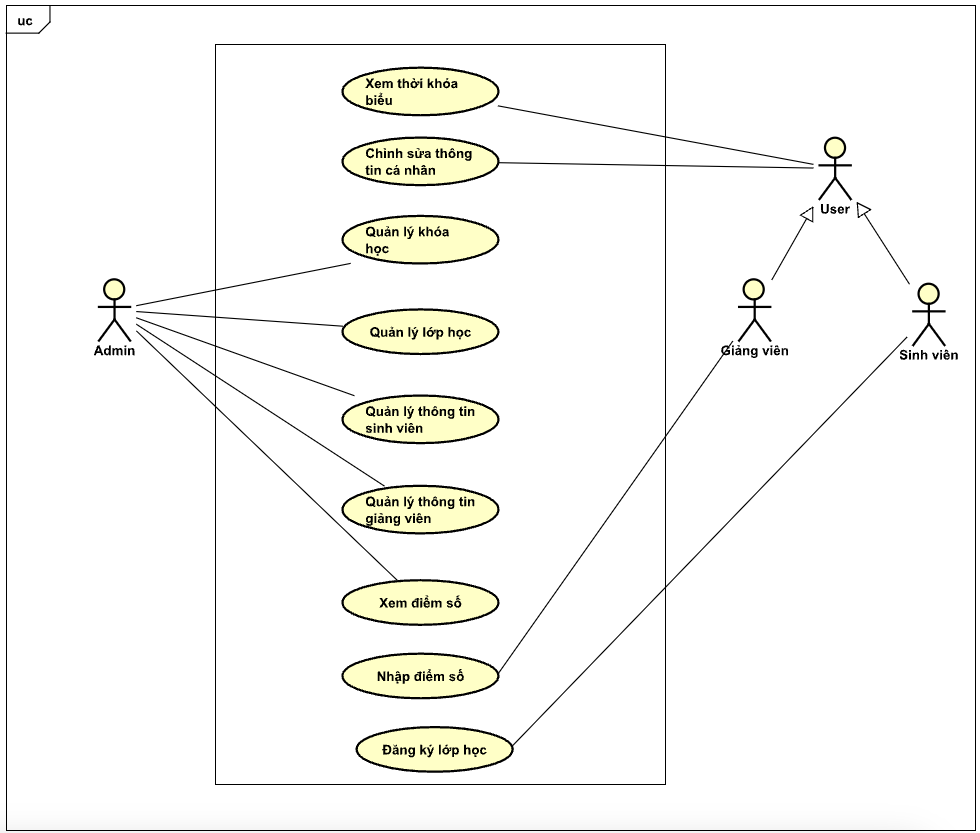 uc
Xem thời khóa
biểu
Chỉnh sửa thông
tin cá nhân
User
Quản lý khóa
học
Quản lý lớp học
Admin
Giảng viên
Sinh viên
Quản lý thông tin
sinh viên
Quản lý thông tin
giảng viên
Xem điểm số
Nhập điểm số
Đăng ký lớp học